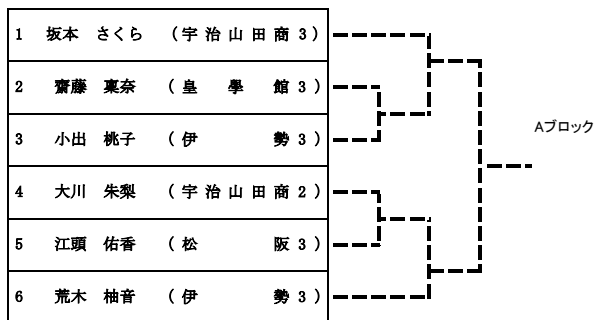 1 坂本 さくら (宇治山田商3)
2 齋藤 稟奈 (皇學館3)
3 小出 桃子 (伊勢3)
Aブロック
4 大川 朱梨 (宇治山田商2)
5 江頭 佑香 (松阪3)
6 荒木 柚音 (伊勢3)